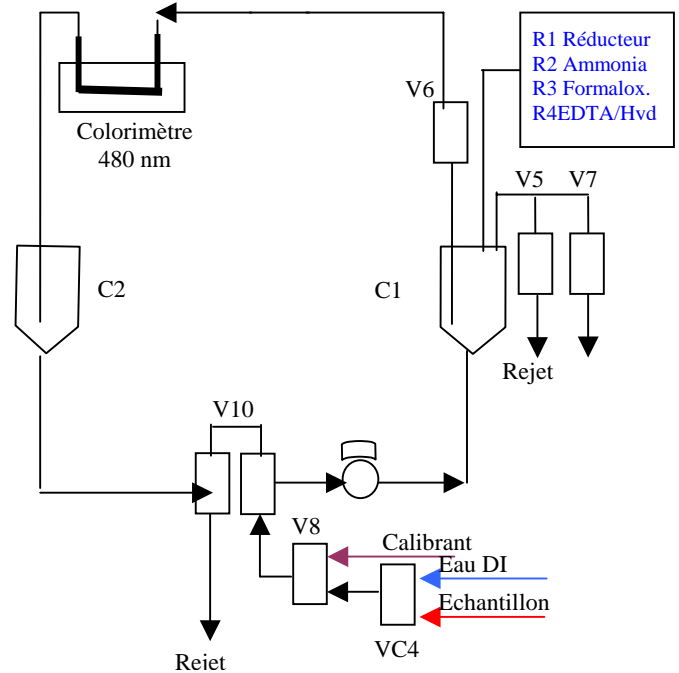 R1 Réducteur
R2 Ammonia
R3 Formalox.
R4EDTA/Hyd
V6
Colorimètre
480 nm
V5
V7
C2
C1
Rejet
V10
V8
Calibrant
Eau DI
Echantillon
VC4
Rejet